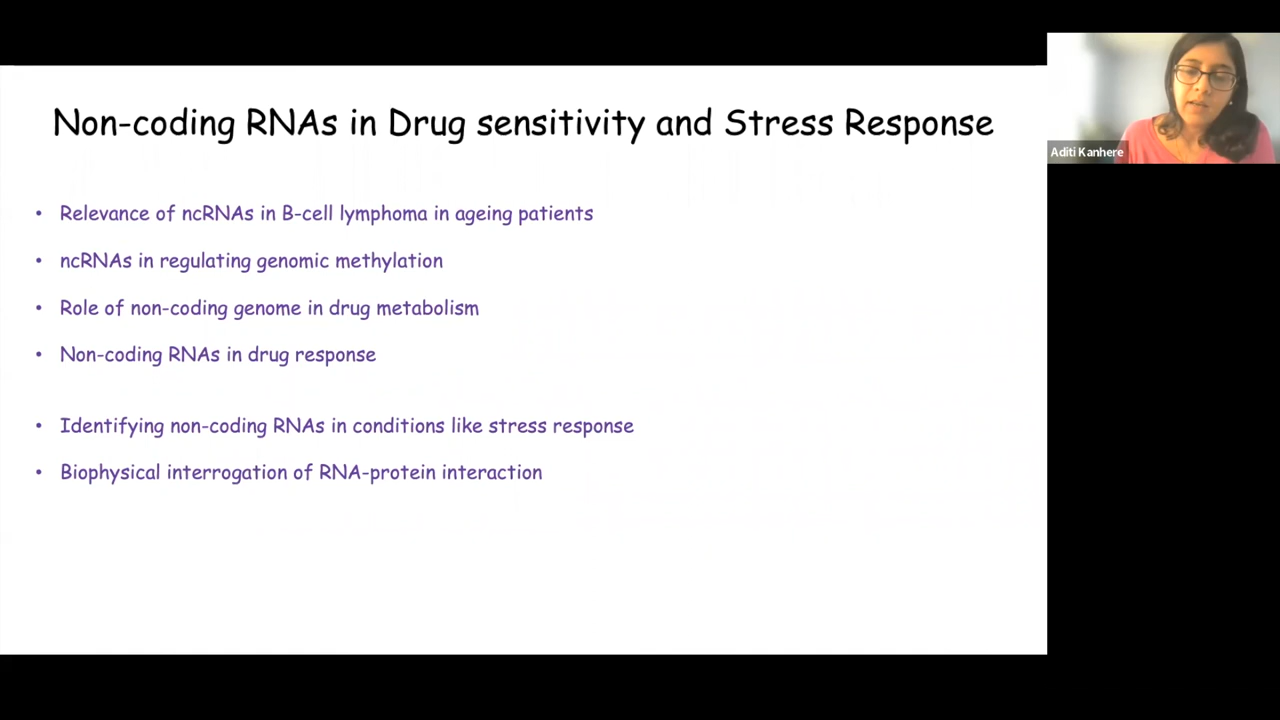 Non-coding RNAs in Drug sensitivity and Stress Response
• Relevance of ncRNAs in B-cell lymphoma in ageing patients
• ncRNAs in regulating genomic methylation
• Role of non-coding genome in drug metabolism
• Non-coding RNAs in drug response
• Identifying non-coding RNAs in conditions like stress response
• Biophysical interrogation of RNA-protein interaction
Aditi Kanhere